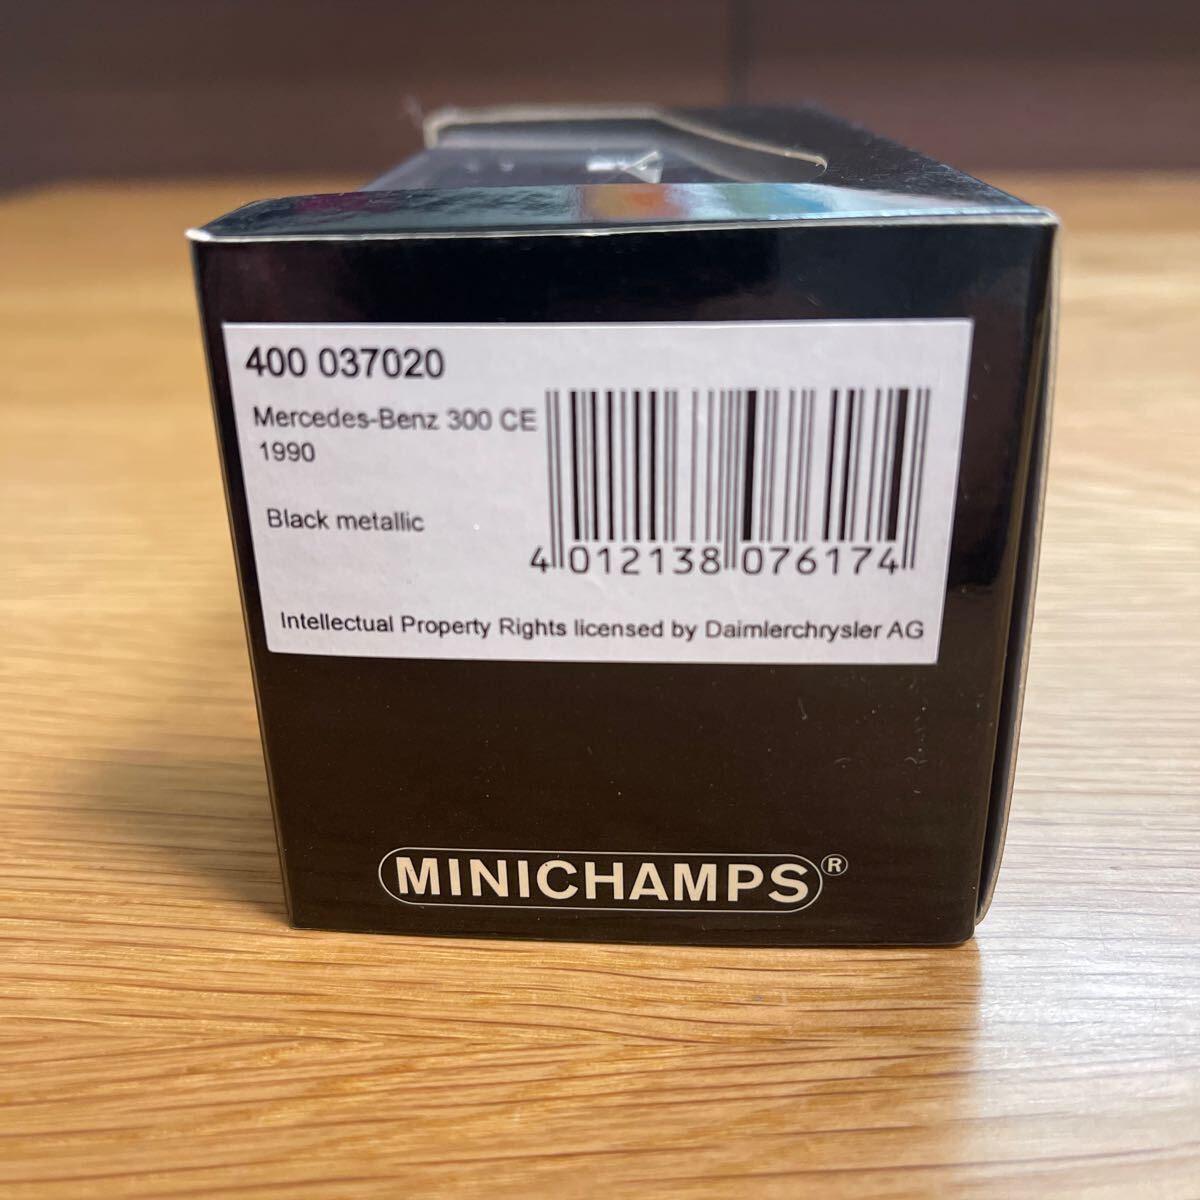 400 037020
Mercedes-Benz 300 CE
1990
Black metallic
4 012138 076174
Intellectual Property Rights licensed by Daimlerchrysler AG
MINICHAMPS®